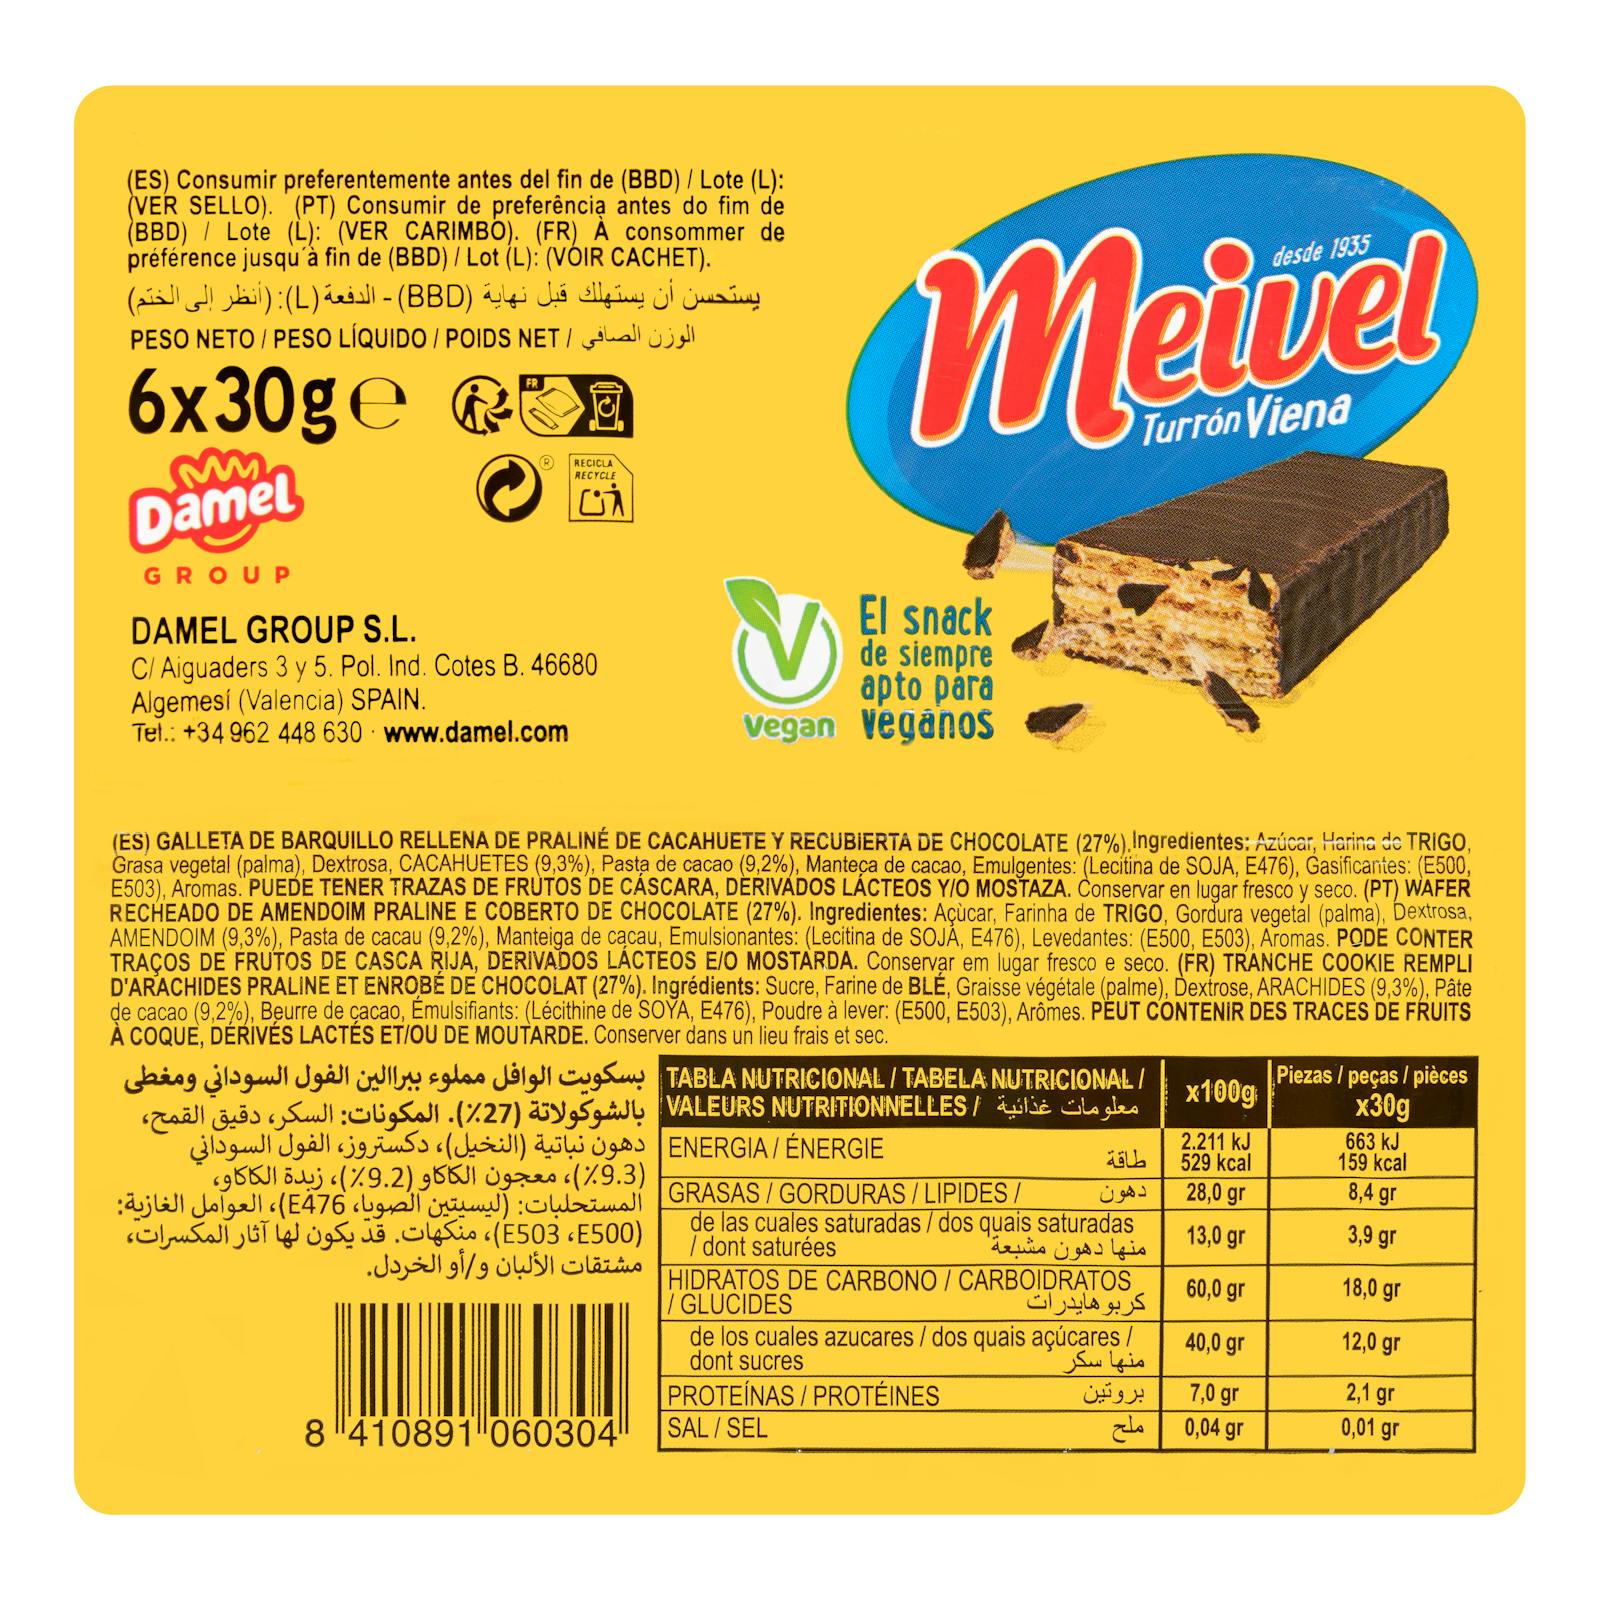 (ES) Consumir preferentemente antes del fin de (BBD) / Lote (L):
(VER SELLO). (PT) Consumir de preferência antes do fim de
(BBD) / Lote (L): (VER CARIMBO). (FR) À consommer de
préférence jusqu´à fin de (BBD) / Lot (L): (VOIR CACHET).
يستحسن أن يستهلك قبل نهاية (BBD) - الدفعة (L): (أنظر إلى الختم)
PESO NETO / PESO LÍQUIDO / POIDS NET / الوزن الصافي
6x30g e
FR
®
RECICLA
RECYCLE
Damel
GROUP
DAMEL GROUP S.L.
C/ Aiguaders 3 y 5. Pol. Ind. Cotes B. 46680
Algemesí (Valencia) SPAIN.
Tel.: +34 962 448 630 · www.damel.com
desde 1935
Meivel
Turrón Viena
V
Vegan
El snack
de siempre
apto para
veganos
(ES) GALLETA DE BARQUILLO RELLENA DE PRALINÉ DE CACAHUETE Y RECUBIERTA DE CHOCOLATE (27%).Ingredientes: Azúcar, Harina de TRIGO,
Grasa vegetal (palma), Dextrosa, CACAHUETES (9,3%), Pasta de cacao (9,2%), Manteca de cacao, Emulgentes: (Lecitina de SOJA, E476), Gasificantes: (E500,
E503), Aromas. PUEDE TENER TRAZAS DE FRUTOS DE CÁSCARA, DERIVADOS LÁCTEOS Y/O MOSTAZA. Conservar en lugar fresco y seco. (PT) WAFER
RECHEADO DE AMENDOIM PRALINE E COBERTO DE CHOCOLATE (27%). Ingredientes: Açùcar, Farinha de TRIGO, Gordura vegetal (palma), Dextrosa,
AMENDOIM (9,3%), Pasta de cacau (9,2%), Manteiga de cacau, Emulsionantes: (Lecitina de SOJA, E476), Levedantes: (E500, E503), Aromas. PODE CONTER
TRAÇOS DE FRUTOS DE CASCA RIJA, DERIVADOS LÁCTEOS E/O MOSTARDA. Conservar em lugar fresco e seco. (FR) TRANCHE COOKIE REMPLI
D'ARACHIDES PRALINE ET ENROBÉ DE CHOCOLAT (27%). Ingrédients: Sucre, Farine de BLÉ, Graisse végétale (palme), Dextrose, ARACHIDES (9,3%), Pâte
de cacao (9,2%), Beurre de cacao, Émulsifiants: (Lécithine de SOYA, E476), Poudre à lever: (E500, E503), Arômes. PEUT CONTENIR DES TRACES DE FRUITS
À COQUE, DÉRIVÉS LACTÉS ET/OU DE MOUTARDE. Conserver dans un lieu frais et sec.
بسكويت الوافل مملوء ببراالين الفول السوداني ومغطى
بالشوكولاتة (27٪). المكونات: السكر، دقيق القمح،
دهون نباتية (النخيل)، دكستروز، الفول السوداني
(9.3٪)، معجون الكاكاو (9.2٪)، زبدة الكاكاو،
المستحلبات: (ليسيتين الصويا، E476)، العوامل الغازية:
(E500، E503)، منكهات. قد يكون لها آثار المكسرات،
مشتقات الألبان و/أو الخردل.
8 410891 060304
TABLA NUTRICIONAL / TABELA NUTRICIONAL /
VALEURS NUTRITIONNELLES / معلومات غذائية
x100g
Piezas / peças / pièces
x30g
ENERGIA / ÉNERGIE طاقة
2.211 kJ
529 kcal
663 kJ
159 kcal
GRASAS / GORDURAS / LIPIDES / دهون 28,0 gr 8,4 gr
de las cuales saturadas / dos quais saturadas
/ dont saturées منها دهون مشبعة 13,0 gr 3,9 gr
HIDRATOS DE CARBONO / CARBOIDRATOS
/ GLUCIDES كربوهايدرات 60,0 gr 18,0 gr
de los cuales azucares / dos quais açúcares /
dont sucres منها سكر 40,0 gr 12,0 gr
PROTEÍNAS / PROTÉINES بروتين 7,0 gr 2,1 gr
SAL / SEL ملح 0,04 gr 0,01 gr